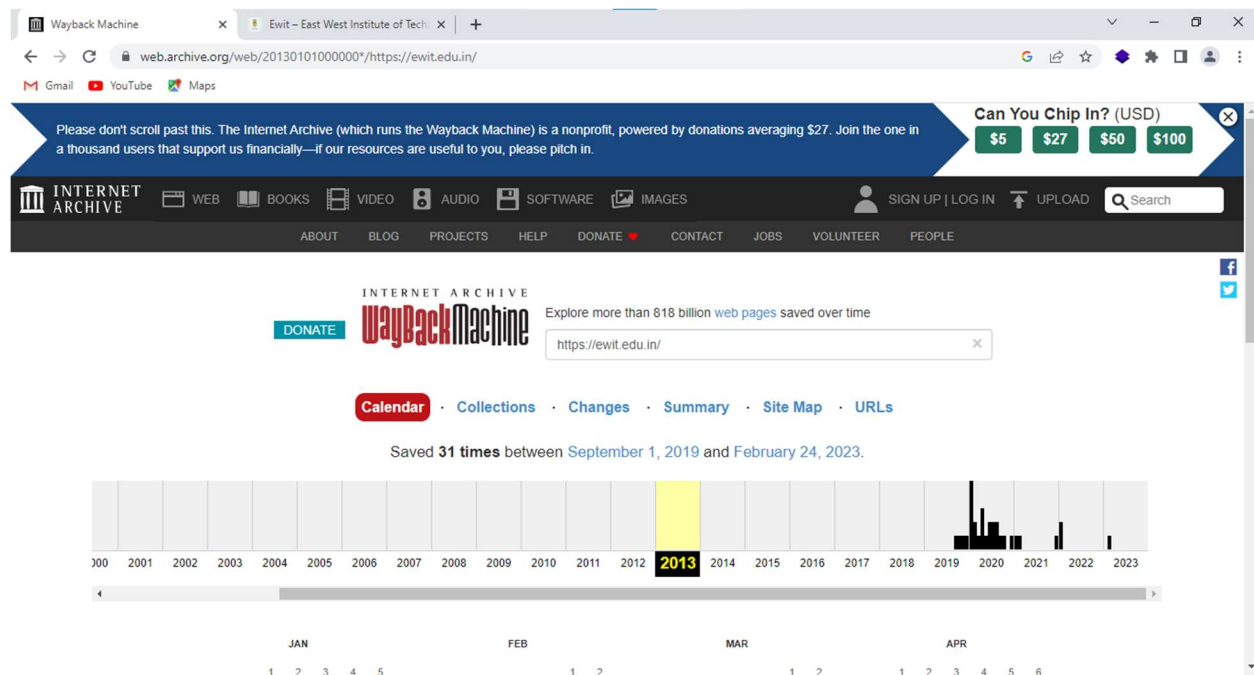 Wayback Machine
Ewit – East West Institute of Tech
web.archive.org/web/20130101000000*/https://ewit.edu.in/
Gmail YouTube Maps
Please don't scroll past this. The Internet Archive (which runs the Wayback Machine) is a nonprofit, powered by donations averaging $27. Join the one in
a thousand users that support us financially—if our resources are useful to you, please pitch in.
Can You Chip In? (USD)
$5 $27 $50 $100
INTERNET
ARCHIVE
WEB BOOKS VIDEO AUDIO SOFTWARE IMAGES SIGN UP | LOG IN UPLOAD Search
ABOUT BLOG PROJECTS HELP DONATE CONTACT JOBS VOLUNTEER PEOPLE
DONATE
INTERNET ARCHIVE
WayBackMachine
Explore more than 818 billion web pages saved over time
https://ewit.edu.in/
Calendar · Collections · Changes · Summary · Site Map · URLs
Saved 31 times between September 1, 2019 and February 24, 2023.
000 2001 2002 2003 2004 2005 2006 2007 2008 2009 2010 2011 2012 2013 2014 2015 2016 2017 2018 2019 2020 2021 2022 2023
JAN FEB MAR APR
1 2 3 4 5 1 2 1 2 1 2 3 4 5 6